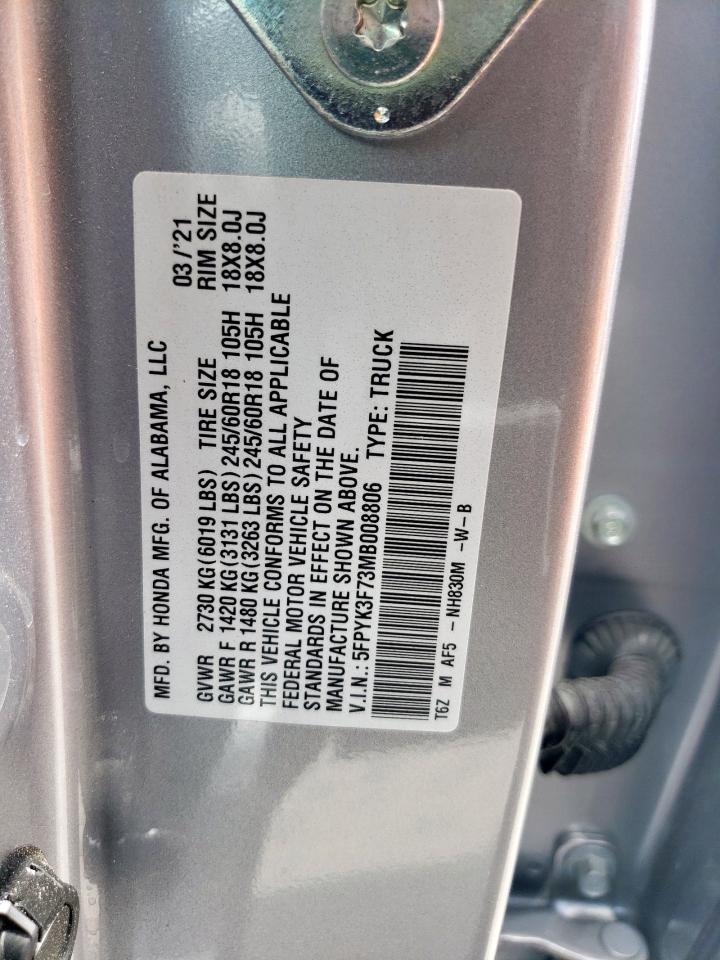 MFD. BY HONDA MFG. OF ALABAMA, LLC 03/'21
GVWR 2730 KG (6019 LBS) TIRE SIZE RIM SIZE
GAWR F 1420 KG (3131 LBS) 245/60R18 105H 18X8.0J
GAWR R 1480 KG (3263 LBS) 245/60R18 105H 18X8.0J
THIS VEHICLE CONFORMS TO ALL APPLICABLE
FEDERAL MOTOR VEHICLE SAFETY
STANDARDS IN EFFECT ON THE DATE OF
MANUFACTURE SHOWN ABOVE.
V.I.N.: 5FPYK3F73MB008806 TYPE: TRUCK
T6Z M AF5 - NH830M -W-B